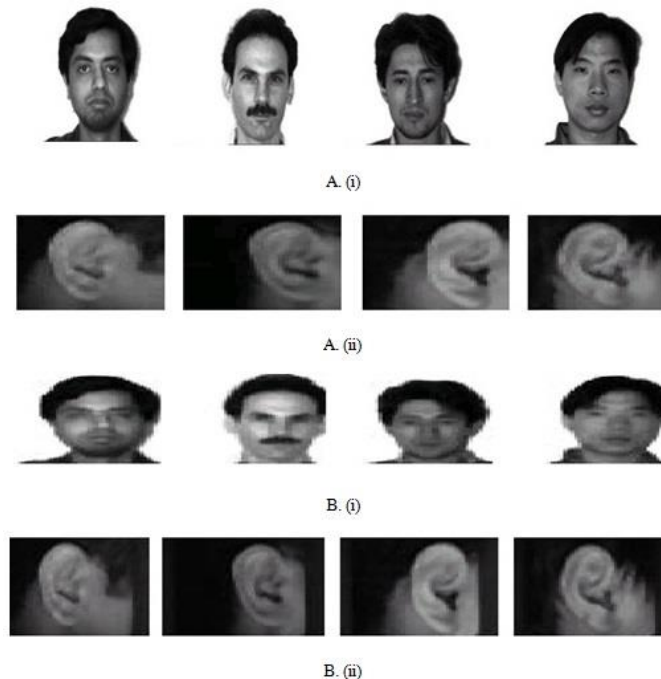 A. (i)
A. (ii)
B. (i)
B. (ii)